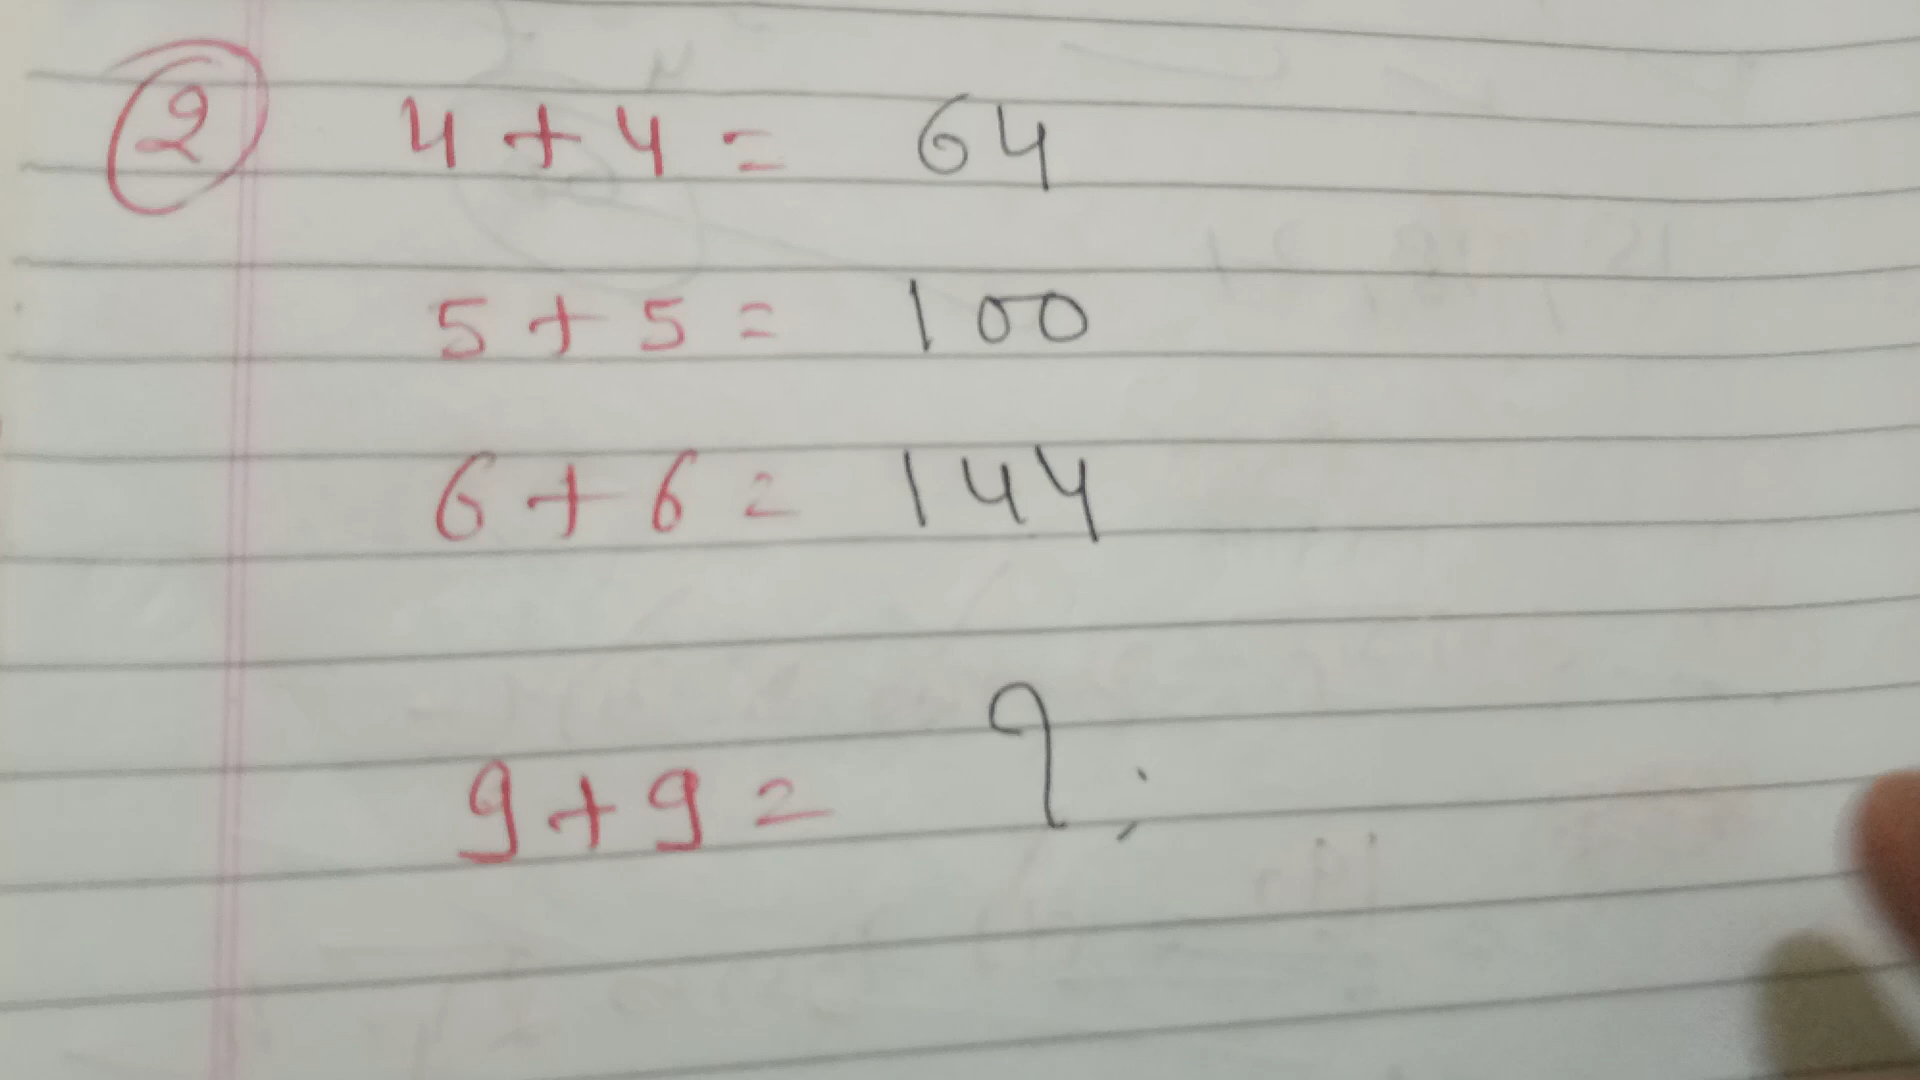 2 4 + 4 = 64
5 + 5 = 100
6 + 6 = 144
9 + 9 = ?